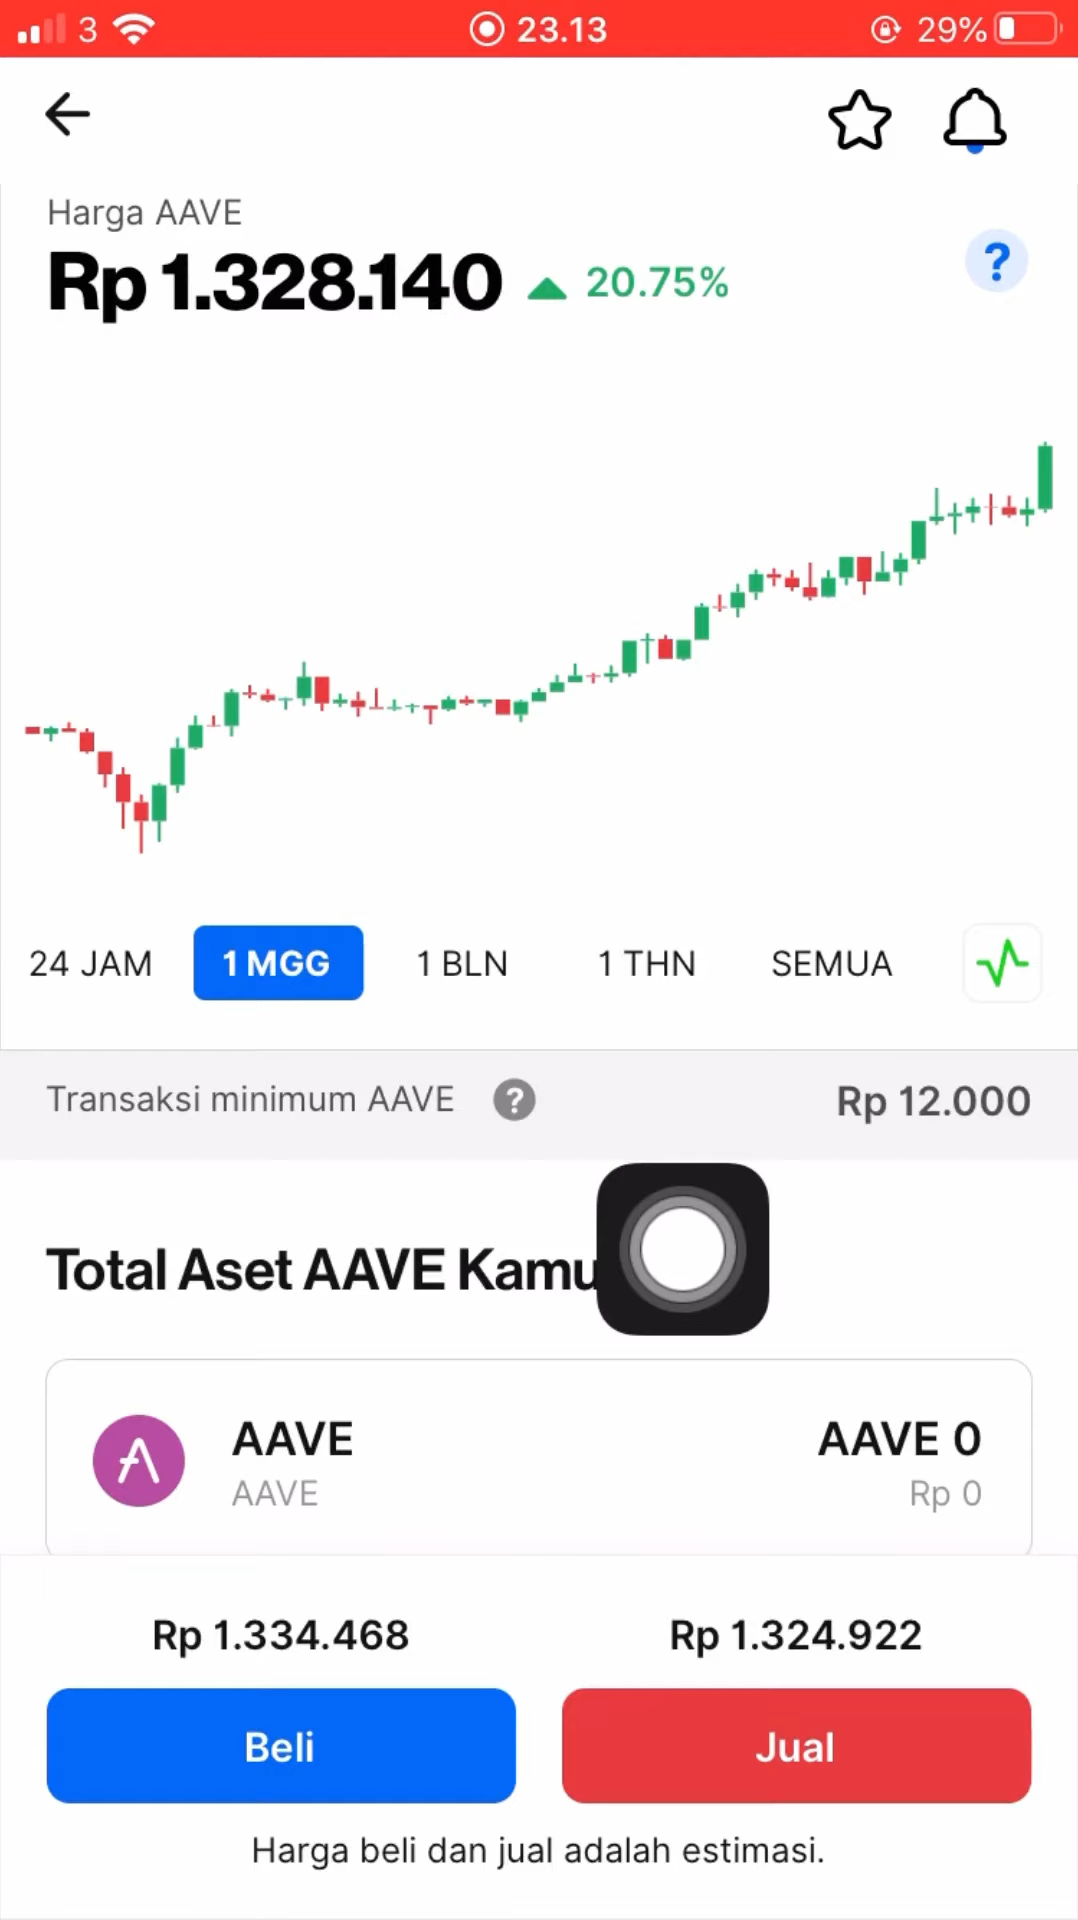 3 23.13 29%
Harga AAVE
Rp 1.328.140 20.75%
?
24 JAM 1 MGG 1 BLN 1 THN SEMUA
Transaksi minimum AAVE ? Rp 12.000
Total Aset AAVE Kamu
AAVE AAVE 0
AAVE Rp 0
Rp 1.334.468 Rp 1.324.922
Beli Jual
Harga beli dan jual adalah estimasi.